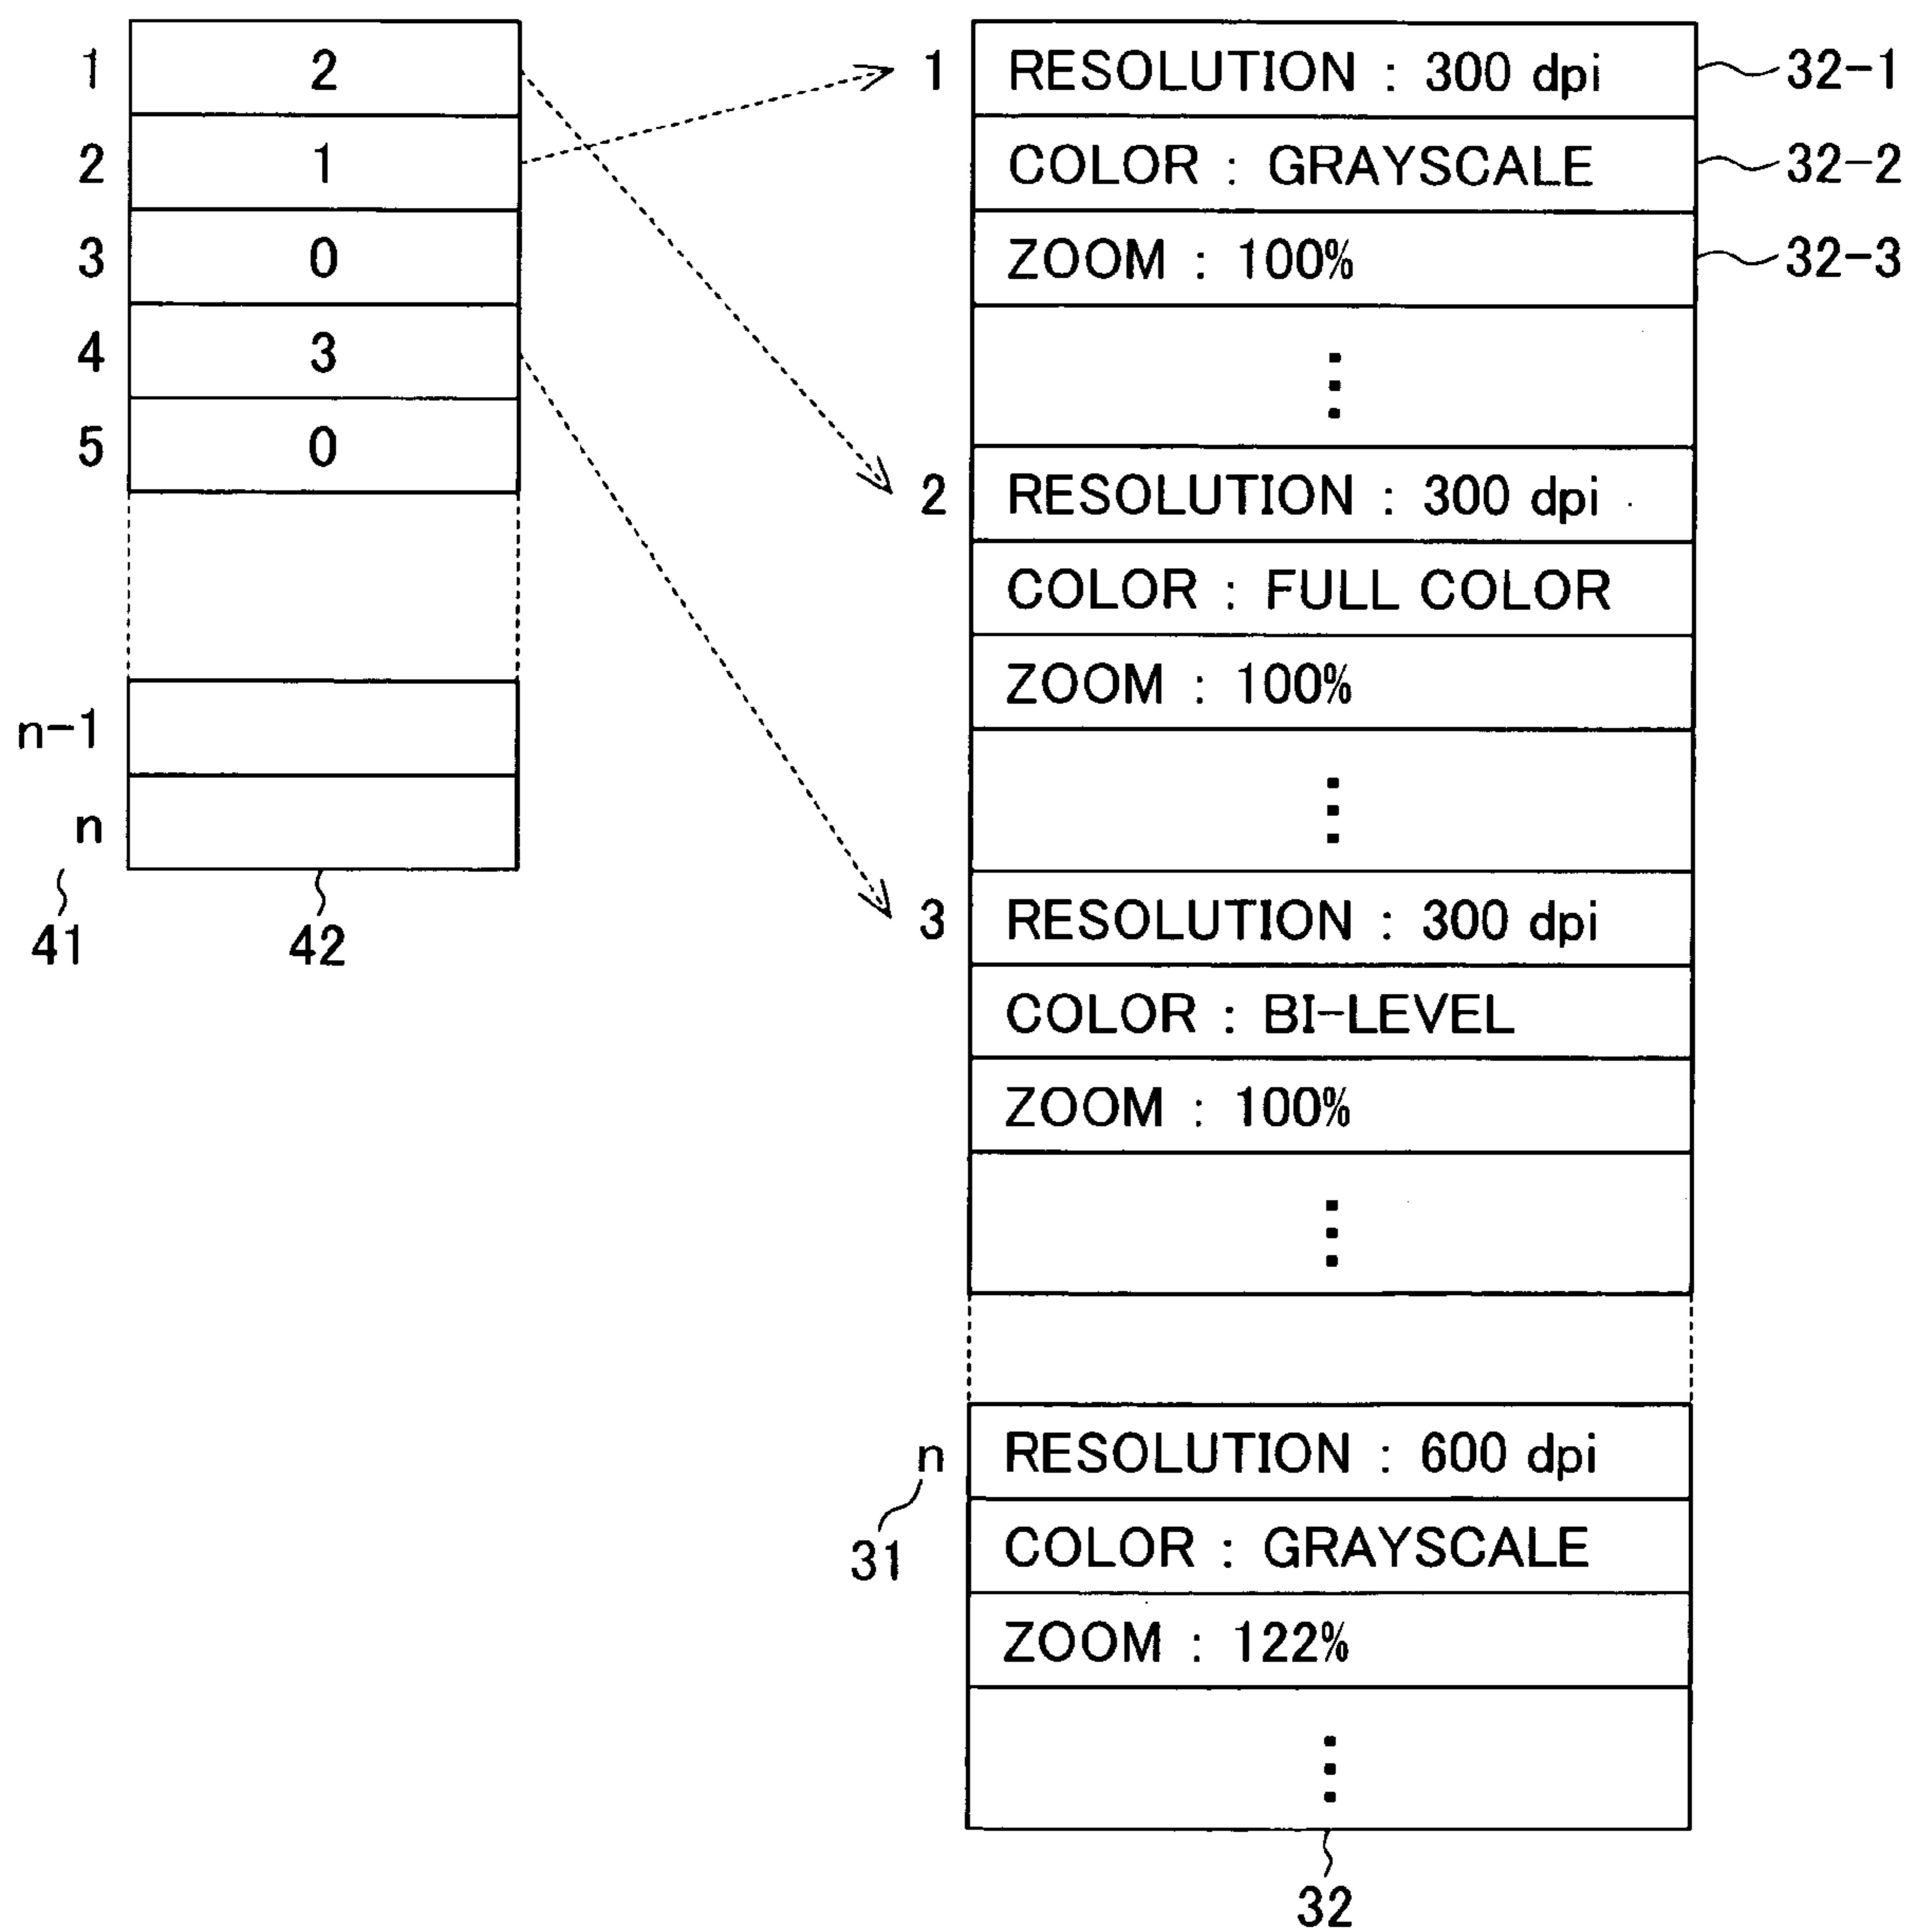 1 2
2 1
3 0
4 3
5 0
n-1
n
41 42
1 RESOLUTION : 300 dpi 32-1
COLOR : GRAYSCALE 32-2
ZOOM : 100% 32-3
⋮
2 RESOLUTION : 300 dpi
COLOR : FULL COLOR
ZOOM : 100%
⋮
3 RESOLUTION : 300 dpi
COLOR : BI-LEVEL
ZOOM : 100%
⋮
n RESOLUTION : 600 dpi
31 COLOR : GRAYSCALE
ZOOM : 122%
⋮
32